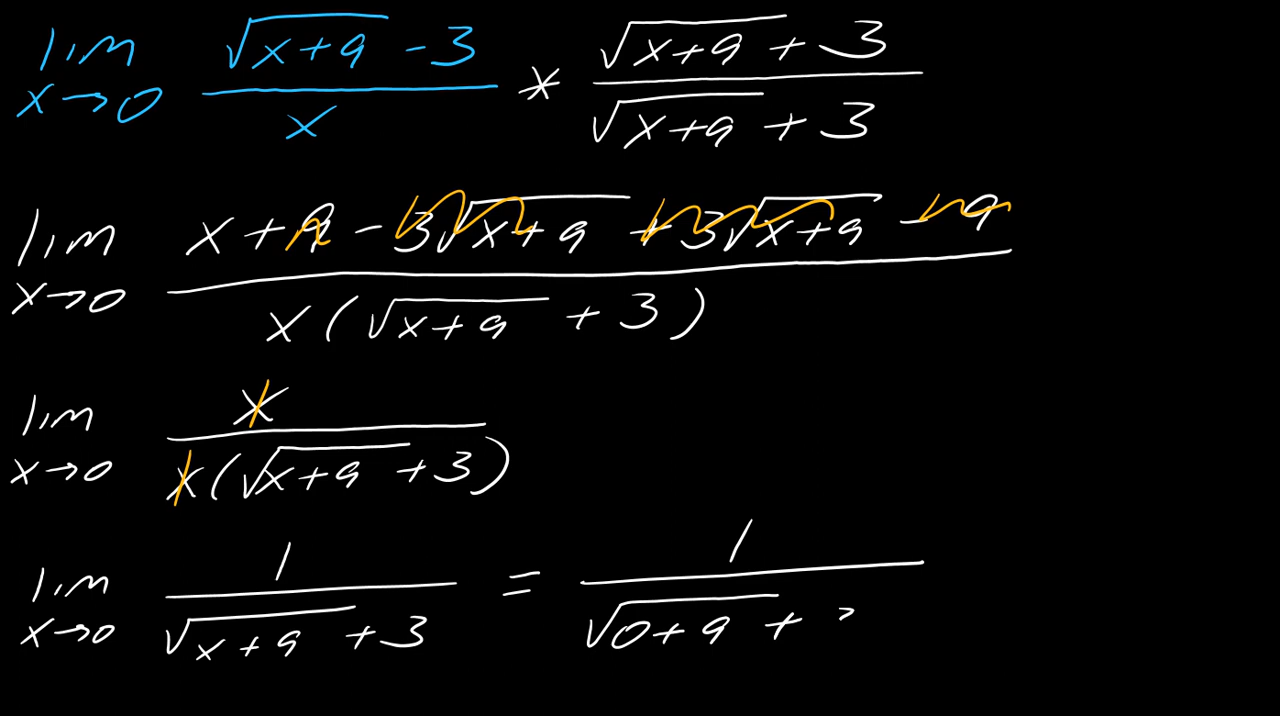 lim x→0 (√(x+9) - 3)/x * (√(x+9) + 3)/(√(x+9) + 3)
lim x→0 (x + 9 - 3√(x+9) + 3√(x+9) - 9)/(x(√(x+9) + 3))
lim x→0 x/(x(√(x+9) + 3))
lim x→0 1/(√(x+9) + 3) = 1/(√(0+9) +